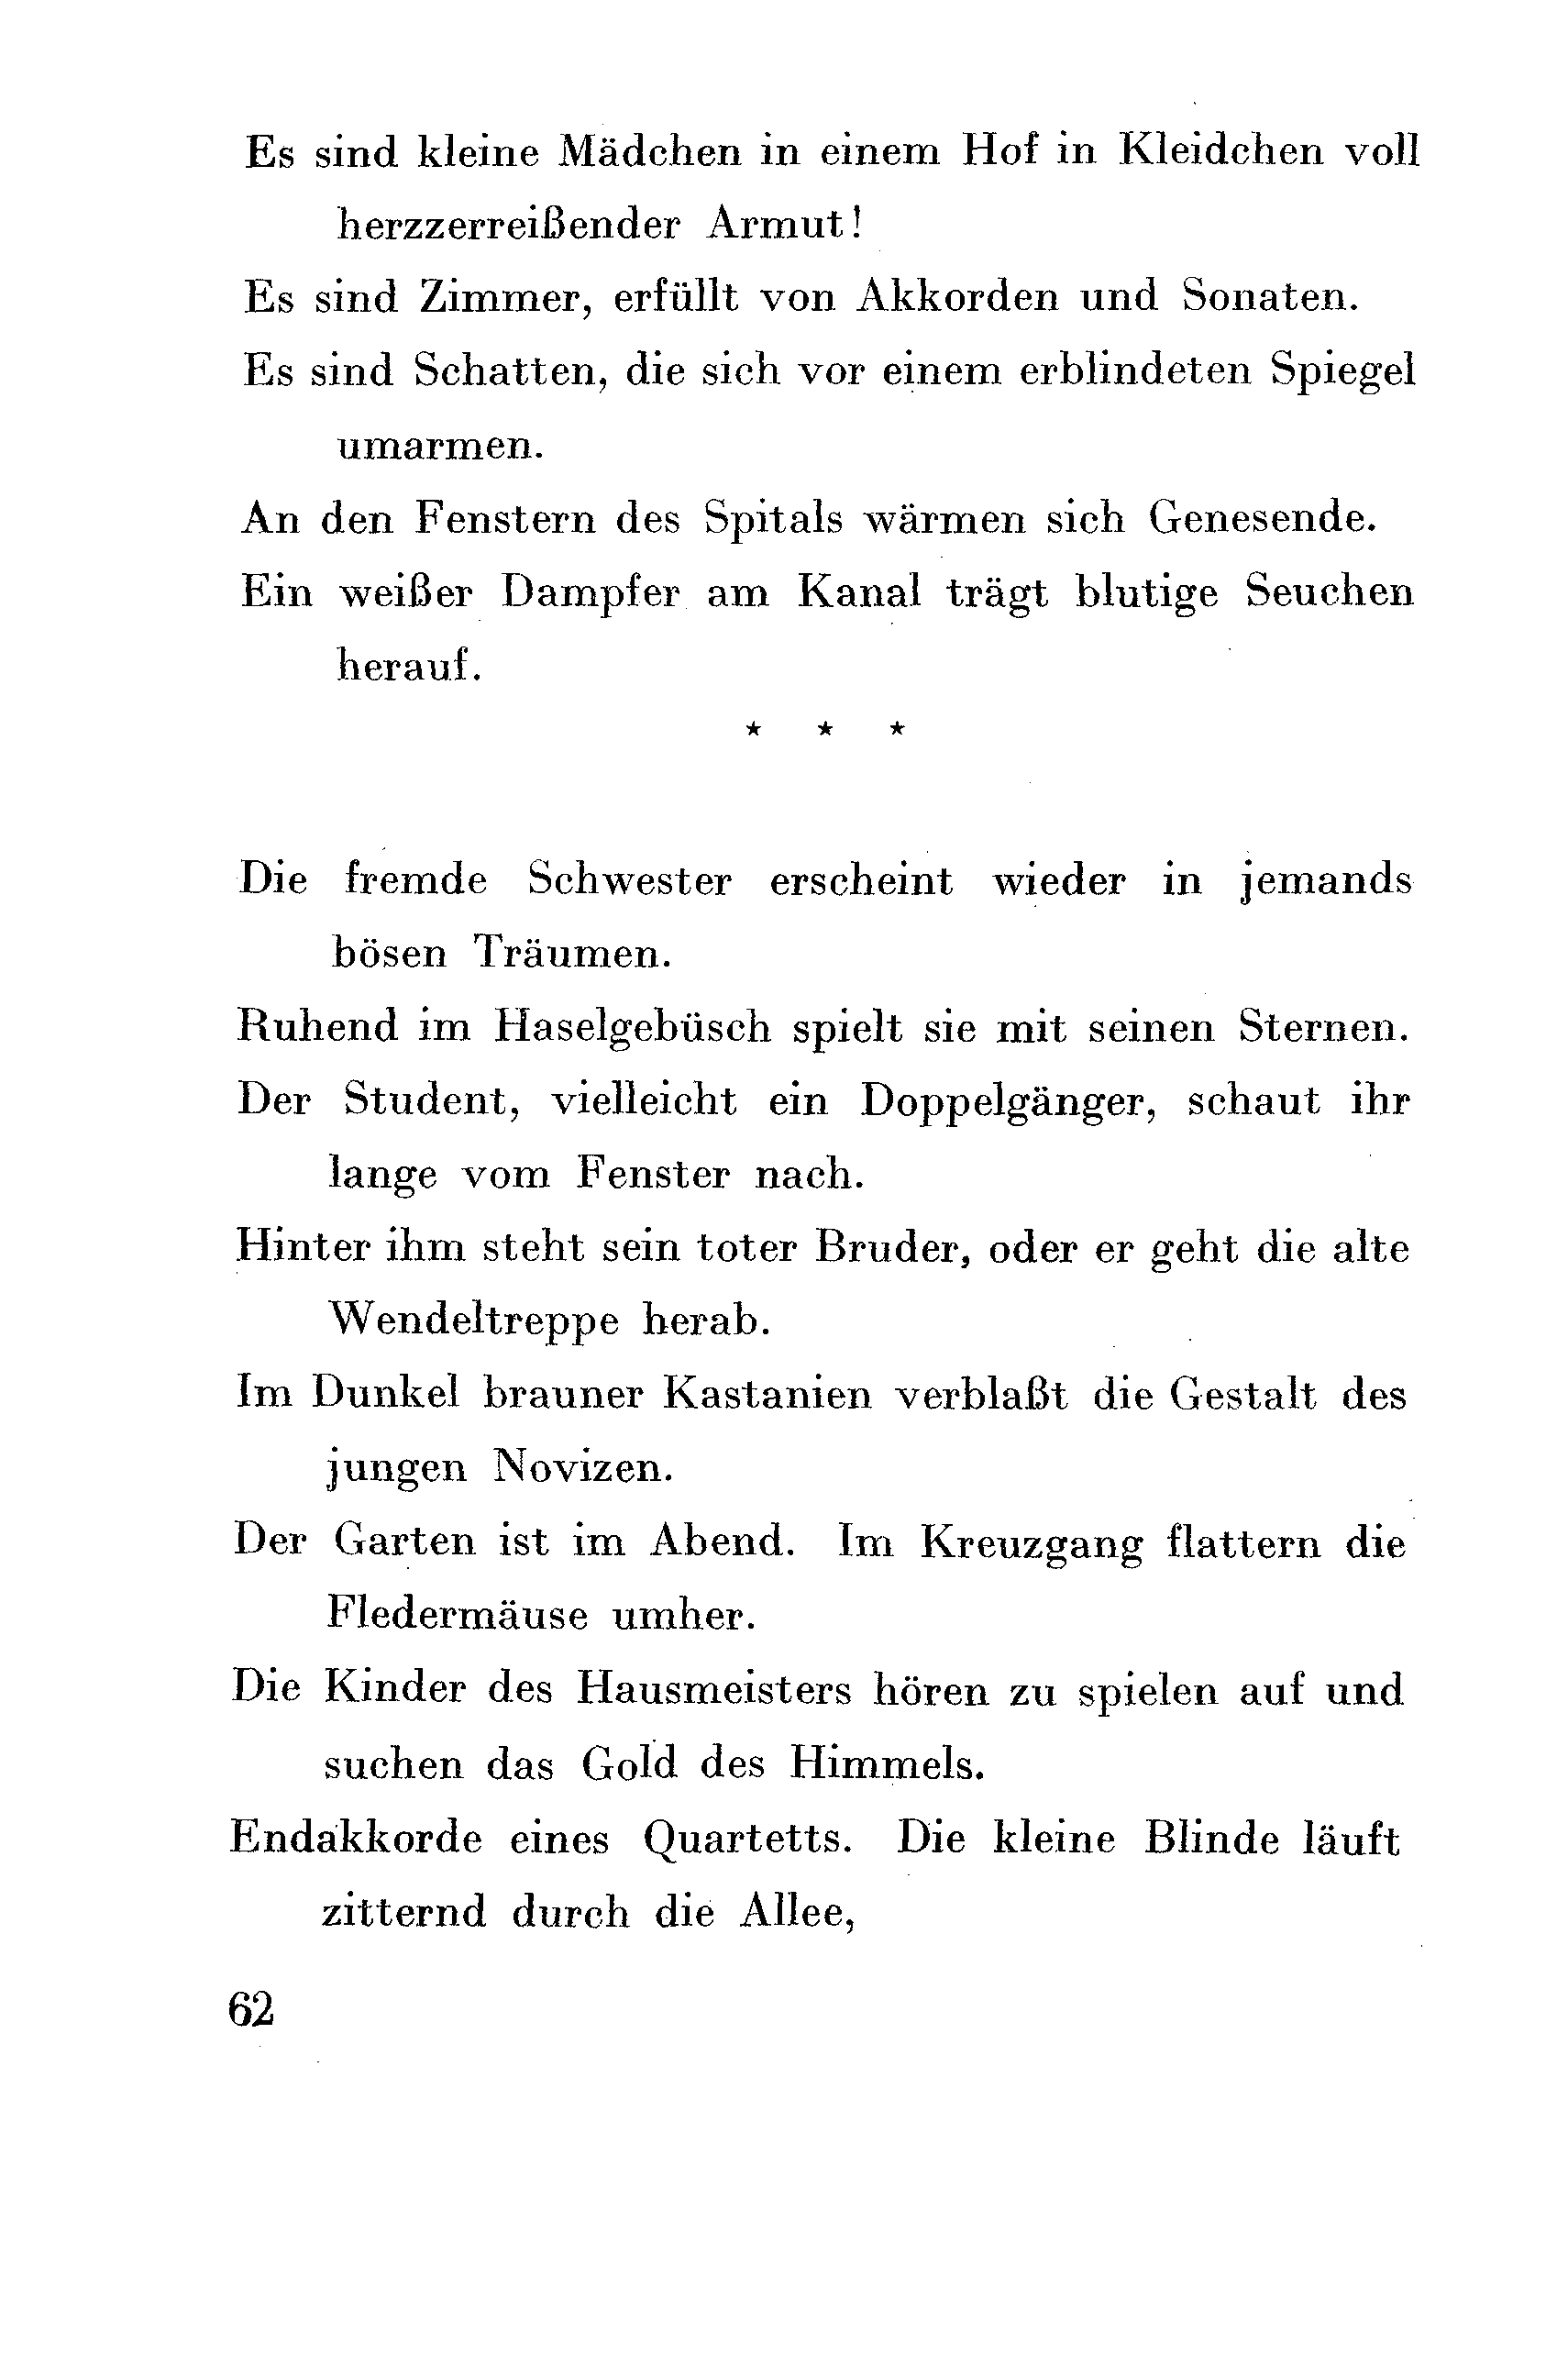 Es sind kleine Mädchen in einem Hof in Kleidchen voll
herzzerreißender Armut!
Es sind Zimmer, erfüllt von Akkorden und Sonaten.
Es sind Schatten, die sich vor einem erblindeten Spiegel
umarmen.
An den Fenstern des Spitals wärmen sich Genesende.
Ein weißer Dampfer am Kanal trägt blutige Seuchen
herauf.
* * *
Die fremde Schwester erscheint wieder in jemands
bösen Träumen.
Ruhend im Haselgebüsch spielt sie mit seinen Sternen.
Der Student, vielleicht ein Doppelgänger, schaut ihr
lange vom Fenster nach.
Hinter ihm steht sein toter Bruder, oder er geht die alte
Wendeltreppe herab.
Im Dunkel brauner Kastanien verblaßt die Gestalt des
jungen Novizen.
Der Garten ist im Abend. Im Kreuzgang flattern die
Fledermäuse umher.
Die Kinder des Hausmeisters hören zu spielen auf und
suchen das Gold des Himmels.
Endakkorde eines Quartetts. Die kleine Blinde läuft
zitternd durch die Allee,
62